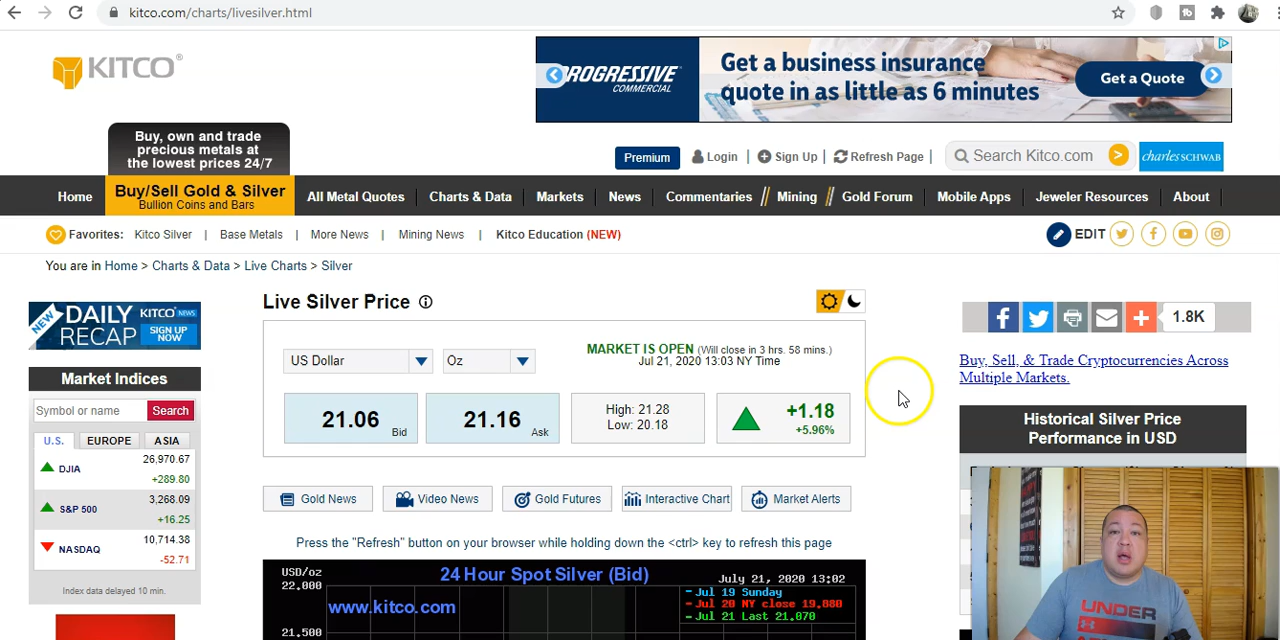 kitco.com/charts/livesilver.html
KITCO®
PROGRESSIVE
COMMERCIAL
Get a business insurance
quote in as little as 6 minutes
Get a Quote
Buy, own and trade
precious metals at
the lowest prices 24/7
Premium
Login |
Sign Up |
Refresh Page |
Search Kitco.com
charles SCHWAB
Home
Buy/Sell Gold & Silver
Bullion Coins and Bars
All Metal Quotes
Charts & Data
Markets
News
Commentaries
Mining
Gold Forum
Mobile Apps
Jeweler Resources
About
Favorites:
Kitco Silver
Base Metals
More News
Mining News
Kitco Education (NEW)
EDIT
You are in Home > Charts & Data > Live Charts > Silver
NEW
DAILY
RECAP
KITCO NEWS
SIGN UP
NOW
Market Indices
Symbol or name
Search
U.S.
EUROPE
ASIA
DJIA
26,970.67
+289.80
S&P 500
3,268.09
+16.25
NASDAQ
10,714.38
-52.71
Index data delayed 10 min.
Live Silver Price
US Dollar
Oz
MARKET IS OPEN (Will close in 3 hrs. 58 mins.)
Jul 21, 2020 13:03 NY Time
21.06
Bid
21.16
Ask
High: 21.28
Low: 20.18
+1.18
+5.96%
Gold News
Video News
Gold Futures
Interactive Chart
Market Alerts
Press the "Refresh" button on your browser while holding down the <ctrl> key to refresh this page
USD/oz
24 Hour Spot Silver (Bid)
July 21, 2020 13:02
22.000
www.kitco.com
Jul 19 Sunday
Jul 20 NY close 19.880
Jul 21 Last 21.070
21.500
1.8K
Buy, Sell, & Trade Cryptocurrencies Across
Multiple Markets.
Historical Silver Price
Performance in USD
UNDER